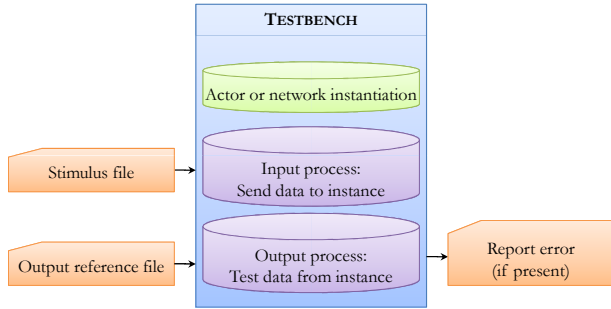 TESTBENCH
Actor or network instantiation
Stimulus file
Input process:
Send data to instance
Output reference file
Output process:
Test data from instance
Report error
(if present)